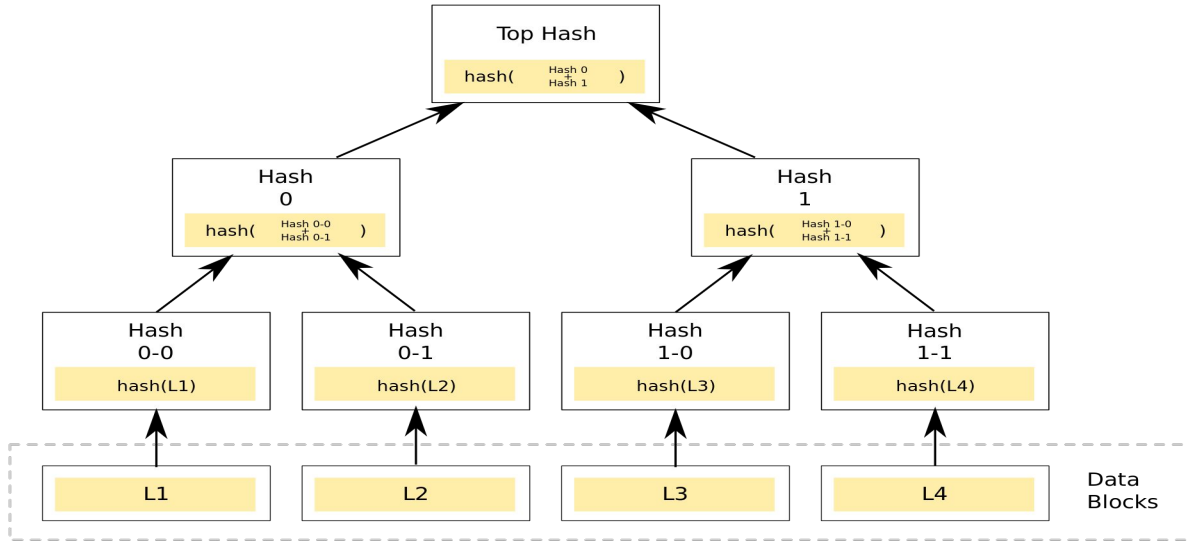 Top Hash
hash( Hash 0 + Hash 1 )
Hash
0
hash( Hash 0-0 + Hash 0-1 )
Hash
1
hash( Hash 1-0 + Hash 1-1 )
Hash
0-0
hash(L1)
Hash
0-1
hash(L2)
Hash
1-0
hash(L3)
Hash
1-1
hash(L4)
L1
L2
L3
L4
Data
Blocks